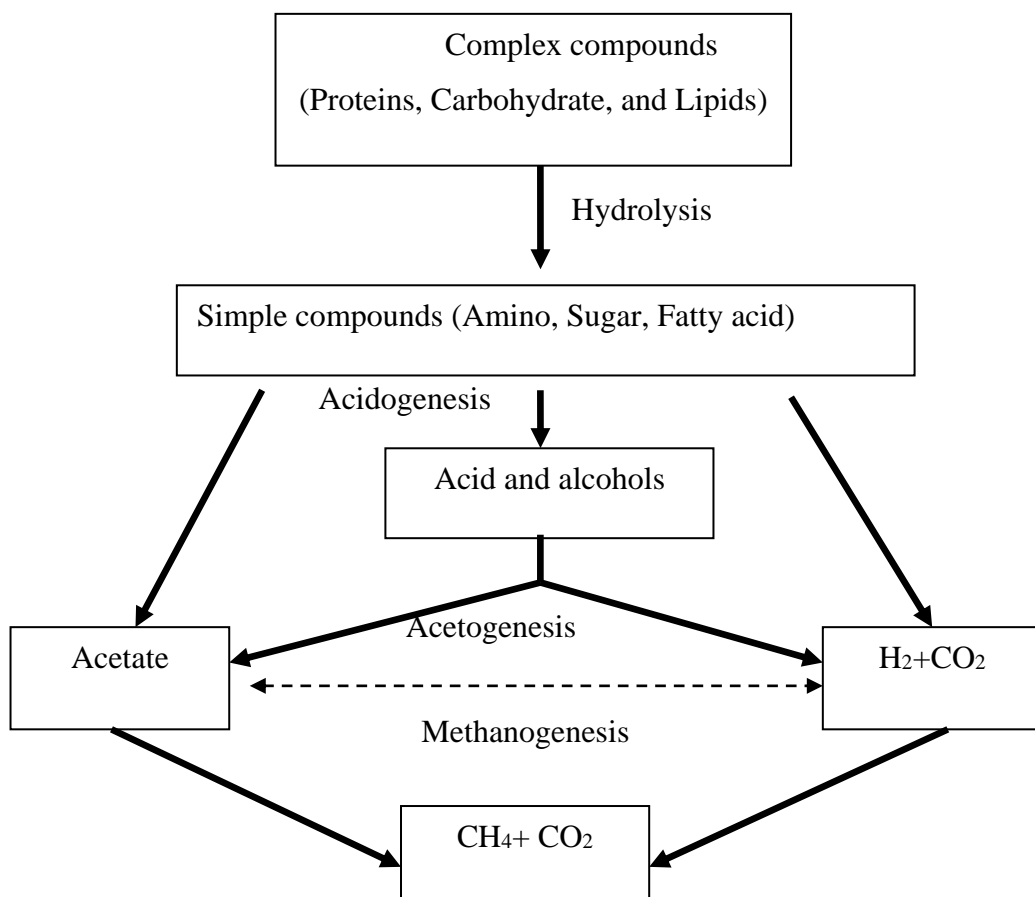 Complex compounds
(Proteins, Carbohydrate, and Lipids)
Hydrolysis
Simple compounds (Amino, Sugar, Fatty acid)
Acidogenesis
Acid and alcohols
Acetogenesis
Acetate
H₂+CO₂
Methanogenesis
CH₄+ CO₂